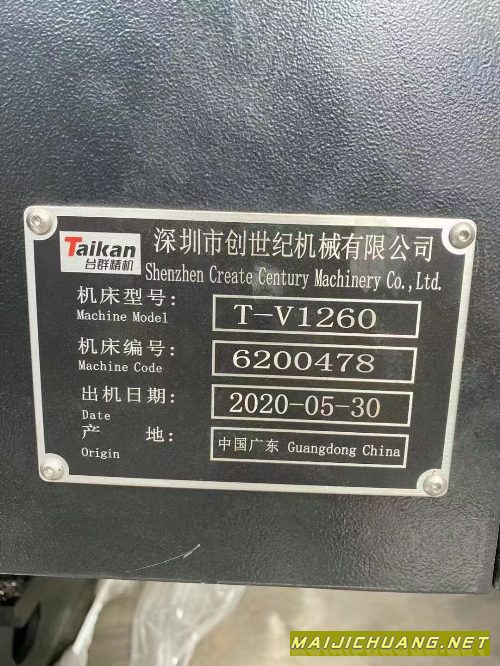 Taikan
台群精机
深圳市创世纪机械有限公司
Shenzhen Create Century Machinery Co.,Ltd.
机床型号: T-V1260
Machine Model
机床编号: 6200478
Machine Code
出机日期: 2020-05-30
Date
产 地: 中国广东 Guangdong China
Origin
MAIJICHUANG.NET